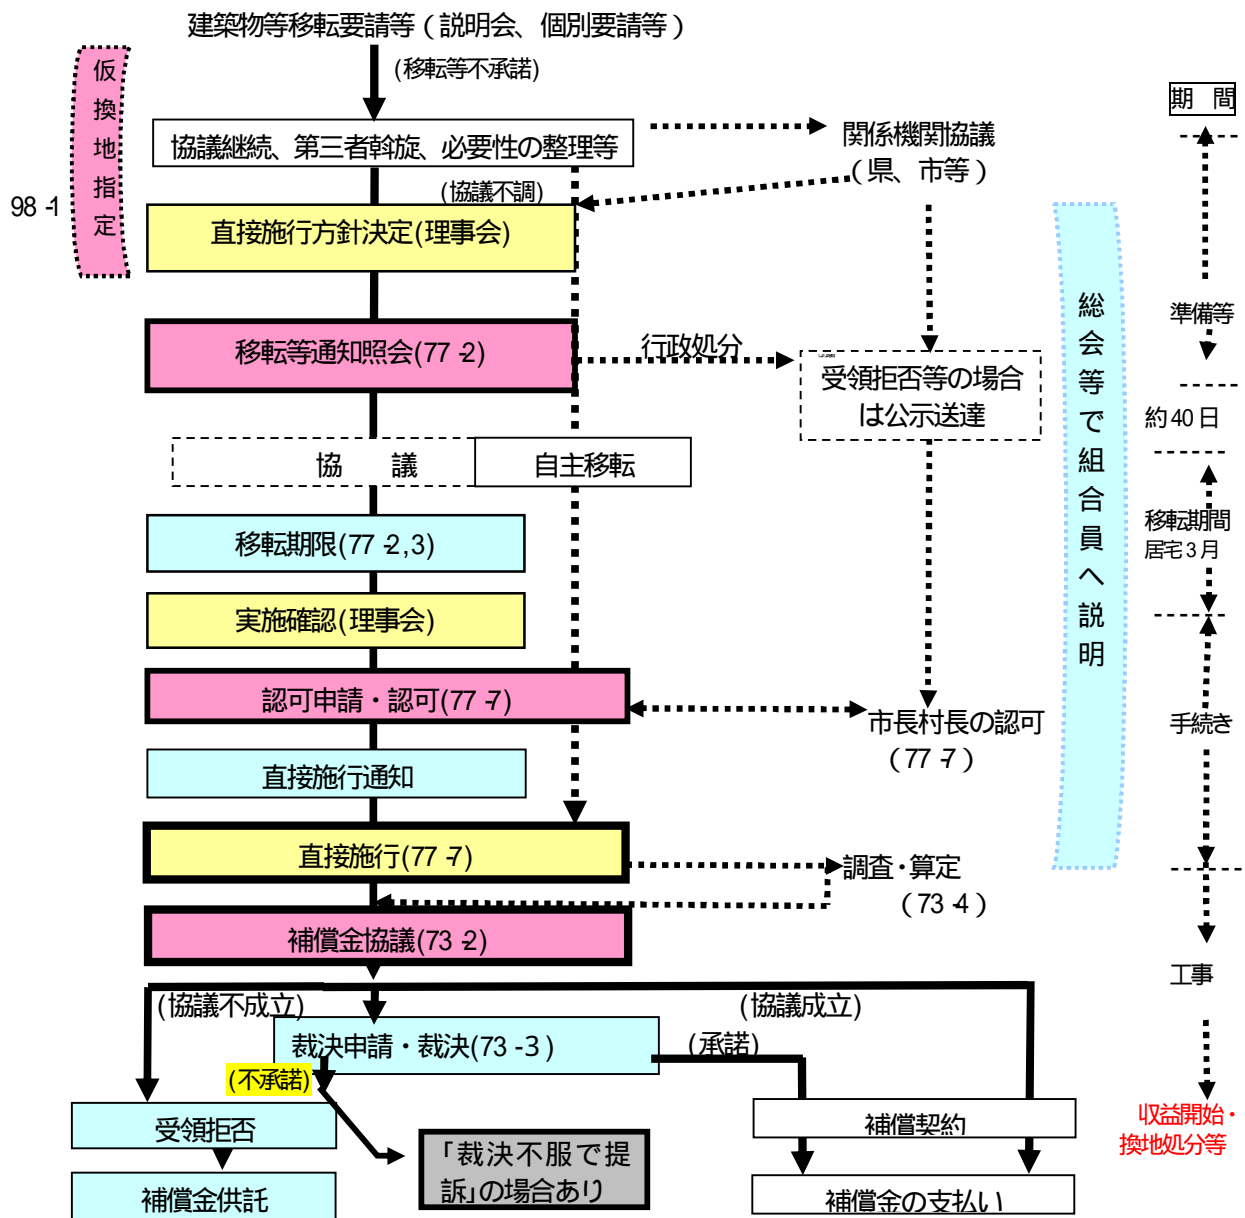 建築物等移転要請等（説明会、個別要請等）
(移転等不承諾)
仮換地指定
98-1
期　間
協議継続、第三者斡旋、必要性の整理等
関係機関協議
（県、市等）
(協議不調)
直接施行方針決定(理事会)
総会等で組合員へ説明
準備等
移転等通知照会(77-2)
行政処分
受領拒否等の場合
は公示送達
約40日
協　　議
自主移転
移転期間
居宅3月
移転期限(77-2,3)
実施確認(理事会)
認可申請・認可(77-7)
市長村長の認可
（77-7）
手続き
直接施行通知
直接施行(77-7)
調査・算定
（73-4）
補償金協議(73-2)
工事
(協議不成立)
(協議成立)
裁決申請・裁決(73-3）
(承諾)
(不承諾)
受領拒否
補償契約
収益開始・
換地処分等
「裁決不服で提
訴」の場合あり
補償金供託
補償金の支払い